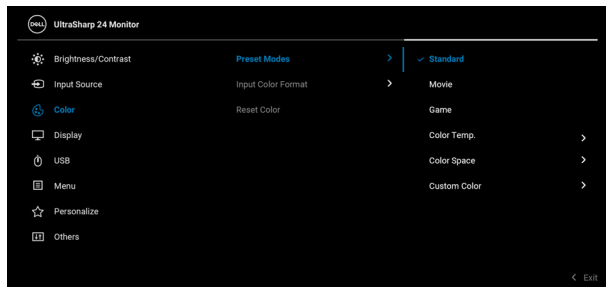 DELL UltraSharp 24 Monitor
Brightness/Contrast Preset Modes Standard
Input Source Input Color Format Movie
Color Reset Color Game
Display Color Temp.
USB Color Space
Menu Custom Color
Personalize
Others
Exit